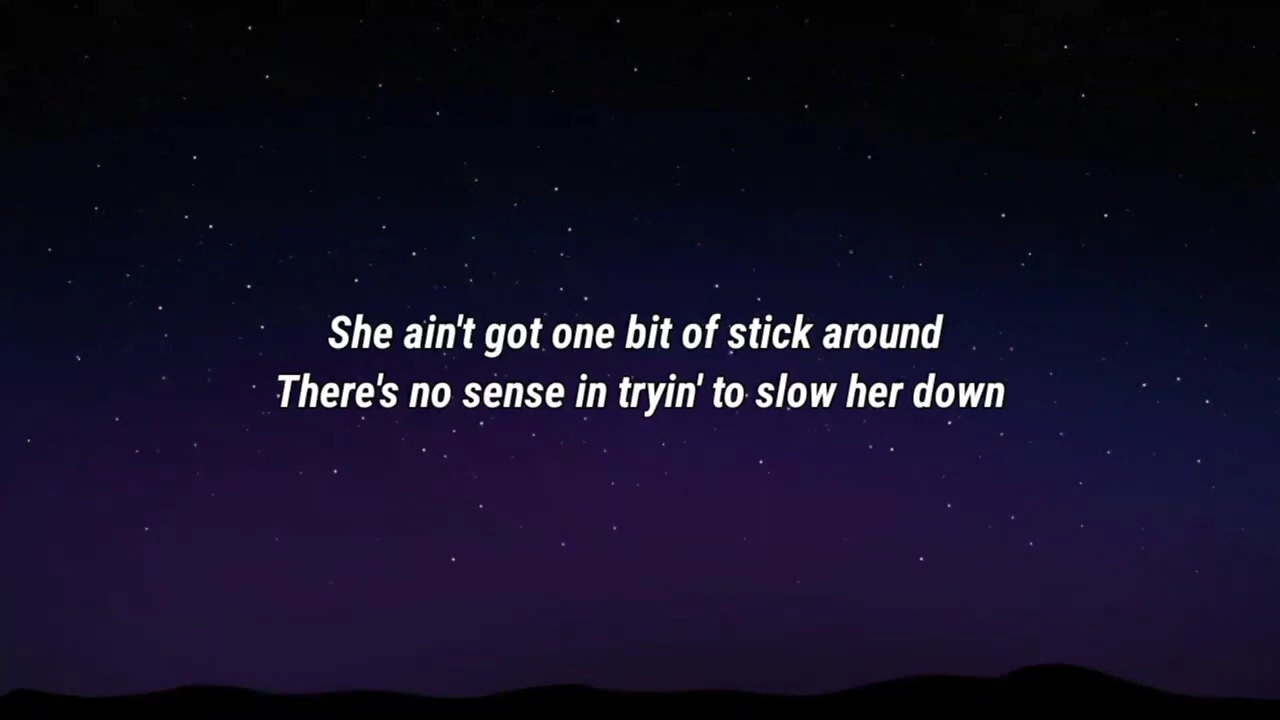 She ain't got one bit of stick around
There's no sense in tryin' to slow her down